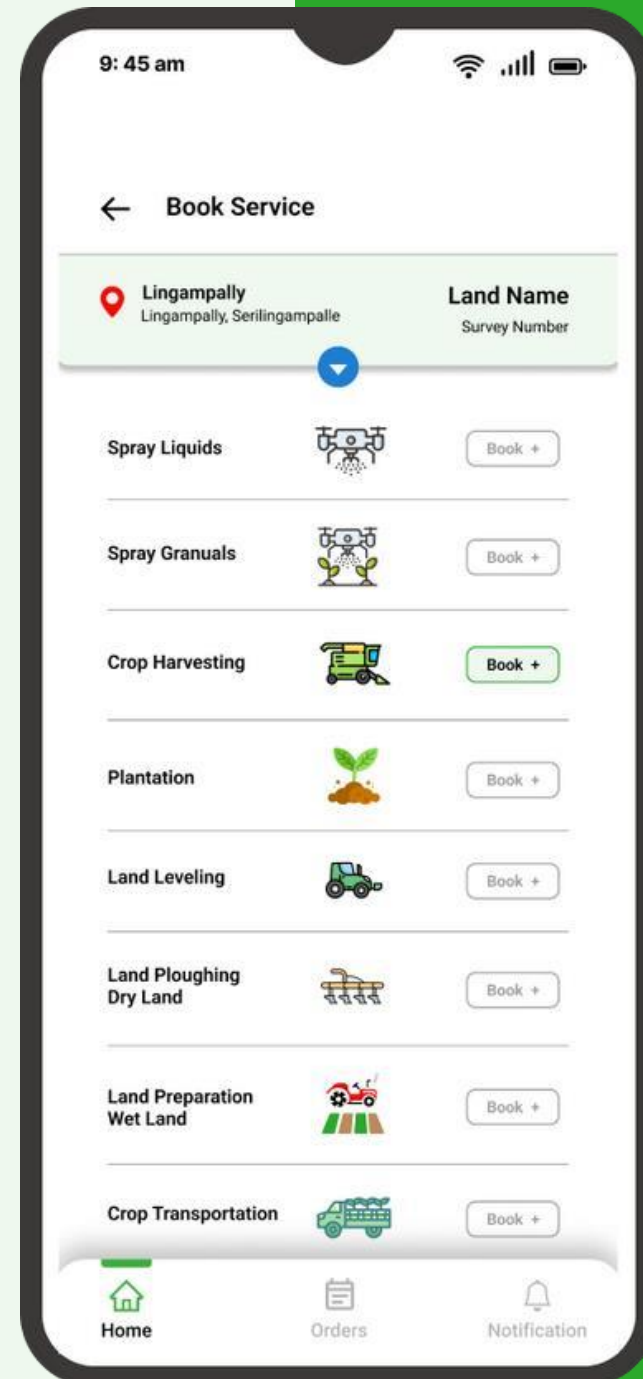 9: 45 am
Book Service
Lingampally
Lingampally, Serilingampalle
Land Name
Survey Number
Spray Liquids
Book +
Spray Granuals
Book +
Crop Harvesting
Book +
Plantation
Book +
Land Leveling
Book +
Land Ploughing
Dry Land
Book +
Land Preparation
Wet Land
Book +
Crop Transportation
Book +
Home
Orders
Notification